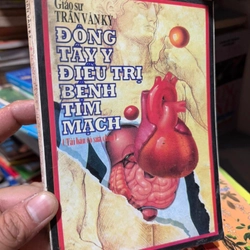 Giáo sư
TRẦN VĂN KỲ
ĐÔNG
TÂY Y
ĐIỀU TRỊ
BỆNH
TIM
MẠCH